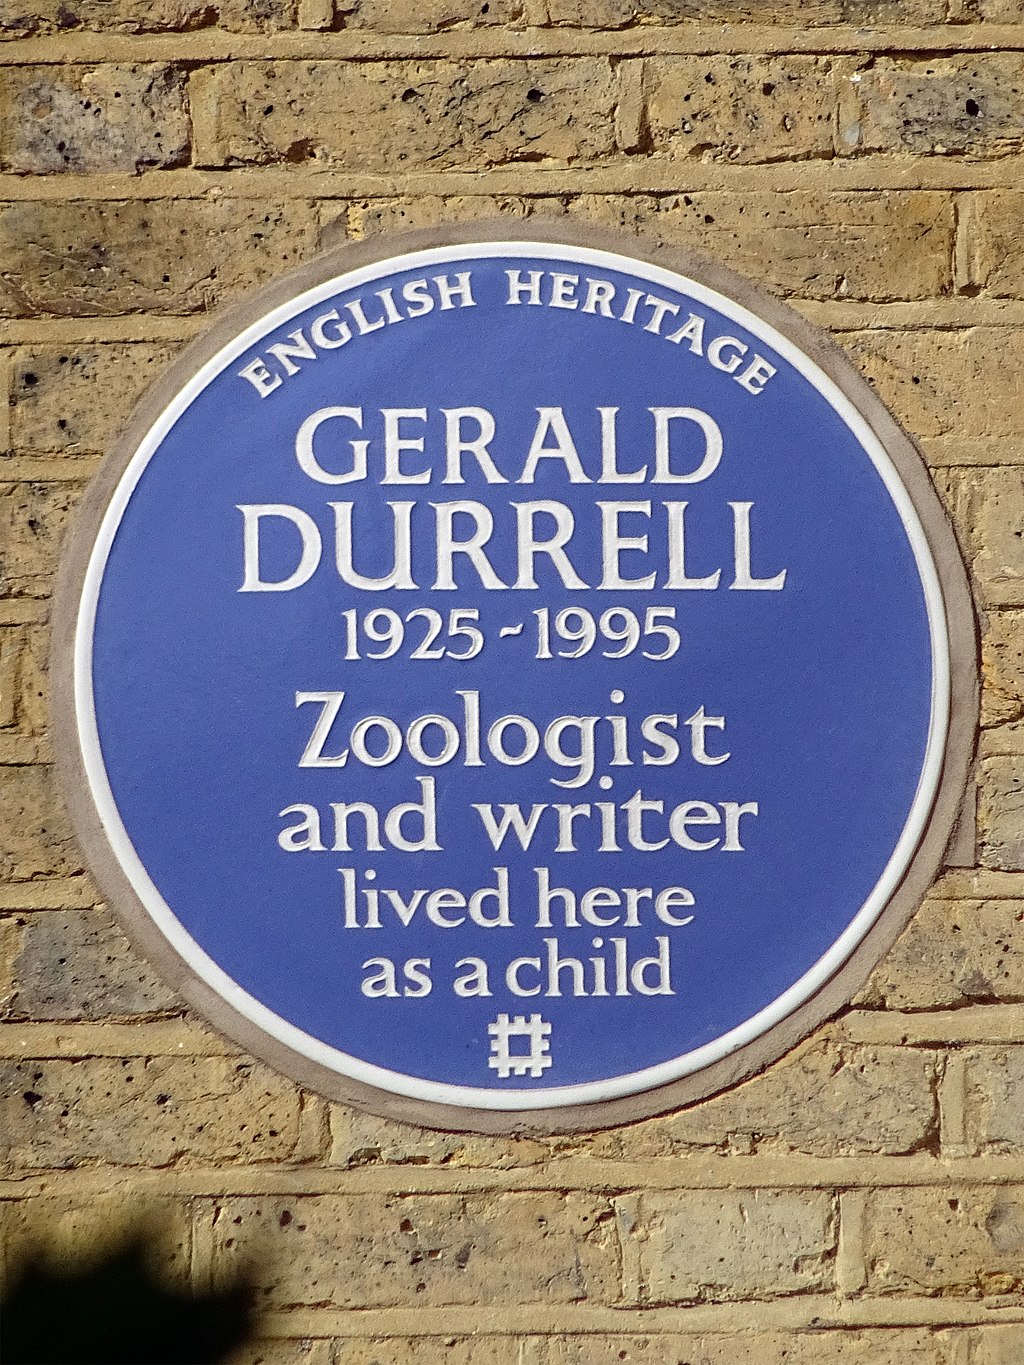 ENGLISH HERITAGE
GERALD
DURRELL
1925~1995
Zoologist
and writer
lived here
as a child